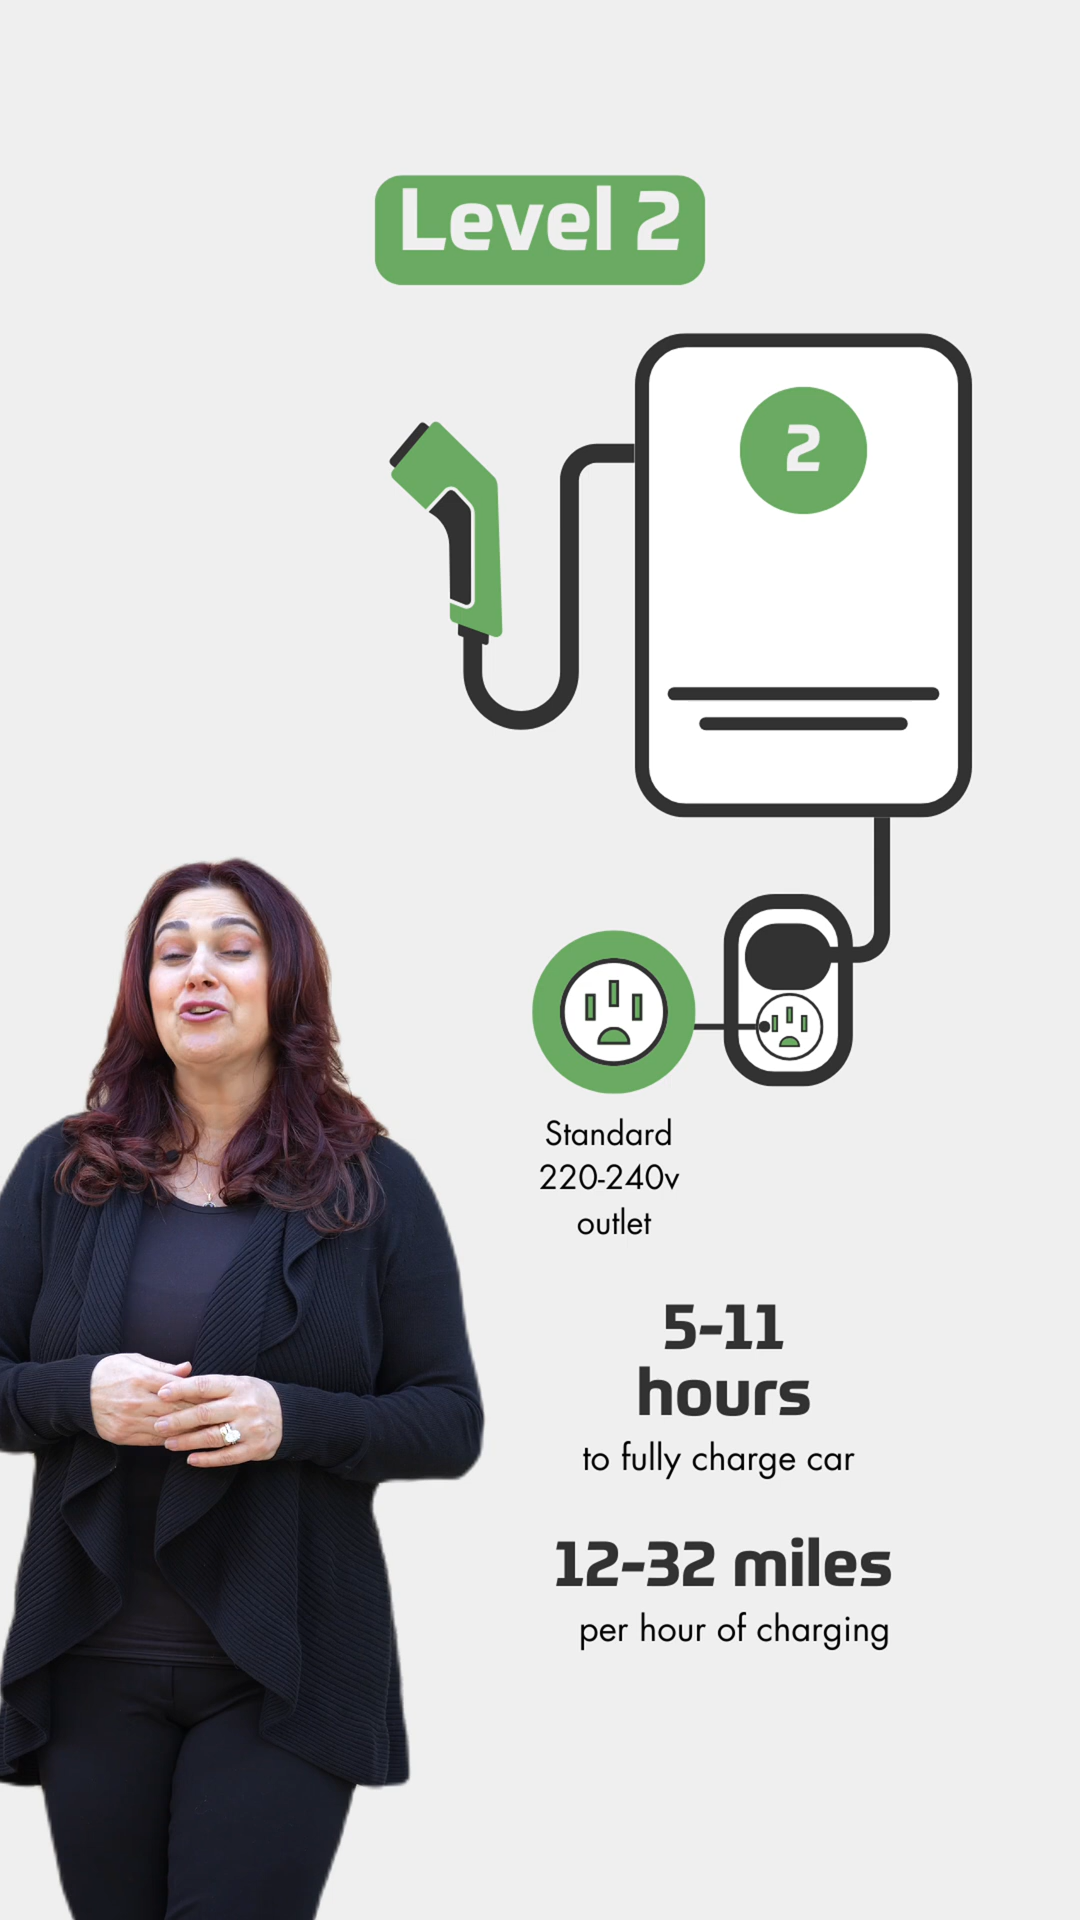 Level 2
2
Standard
220-240v
outlet
5-11
hours
to fully charge car
12-32 miles
per hour of charging